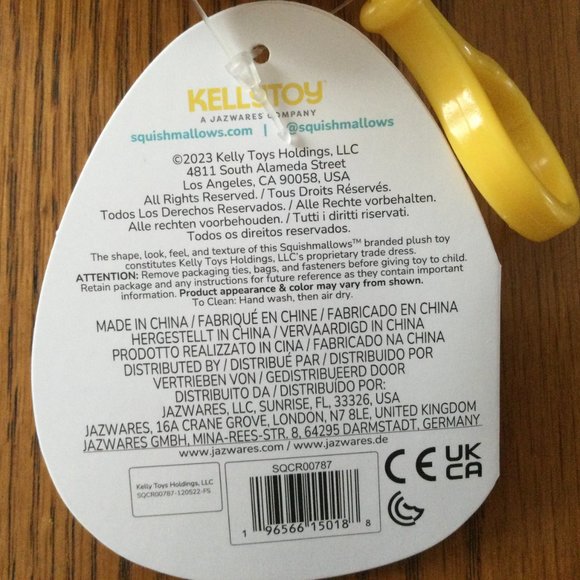 KELLYTOY
A JAZWARES COMPANY
squishmallows.com | @squishmallows
©2023 Kelly Toys Holdings, LLC
4811 South Alameda Street
Los Angeles, CA 90058, USA
All Rights Reserved. / Tous Droits Réservés.
Todos Los Derechos Reservados. / Alle Rechte vorbehalten.
Alle rechten voorbehouden. / Tutti i diritti riservati.
Todos os direitos reservados.
The shape, look, feel, and texture of this Squishmallows™ branded plush toy
constitutes Kelly Toys Holdings, LLC's proprietary trade dress.
ATTENTION: Remove packaging ties, bags, and fasteners before giving toy to child.
Retain package and any instructions for future reference as they contain important
information. Product appearance & color may vary from shown.
To Clean: Hand wash, then air dry.
MADE IN CHINA / FABRIQUÉ EN CHINE / FABRICADO EN CHINA
HERGESTELLT IN CHINA / VERVAARDIGD IN CHINA
PRODOTTO REALIZZATO IN CINA / FABRICADO NA CHINA
DISTRIBUTED BY / DISTRIBUÉ PAR / DISTRIBUIDO POR
VERTRIEBEN VON / GEDISTRIBUEERD DOOR
DISTRIBUITO DA / DISTRIBUIDO POR:
JAZWARES, LLC, SUNRISE, FL 33326, USA
JAZWARES, 16A CRANE GROVE, LONDON, N7 8LE, UNITED KINGDOM
JAZWARES GMBH, MINA-REES-STR. 8, 64295 DARMSTADT, GERMANY
www.jazwares.com / www.jazwares.de
Kelly Toys Holdings, LLC
SQCR00787-120522-FS
SQCR00787
1 96566 15018 8
CE
UK
CA